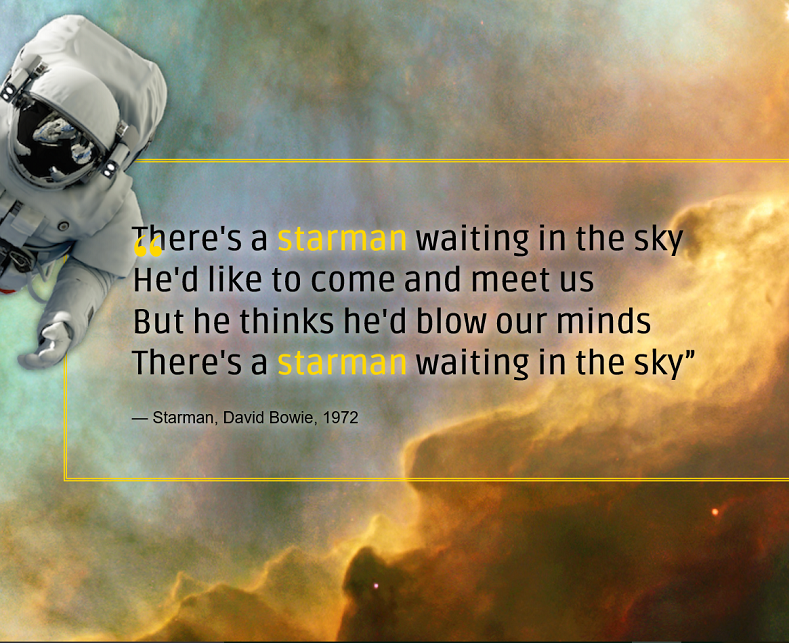 “There's a starman waiting in the sky
He'd like to come and meet us
But he thinks he'd blow our minds
There's a starman waiting in the sky”
— Starman, David Bowie, 1972